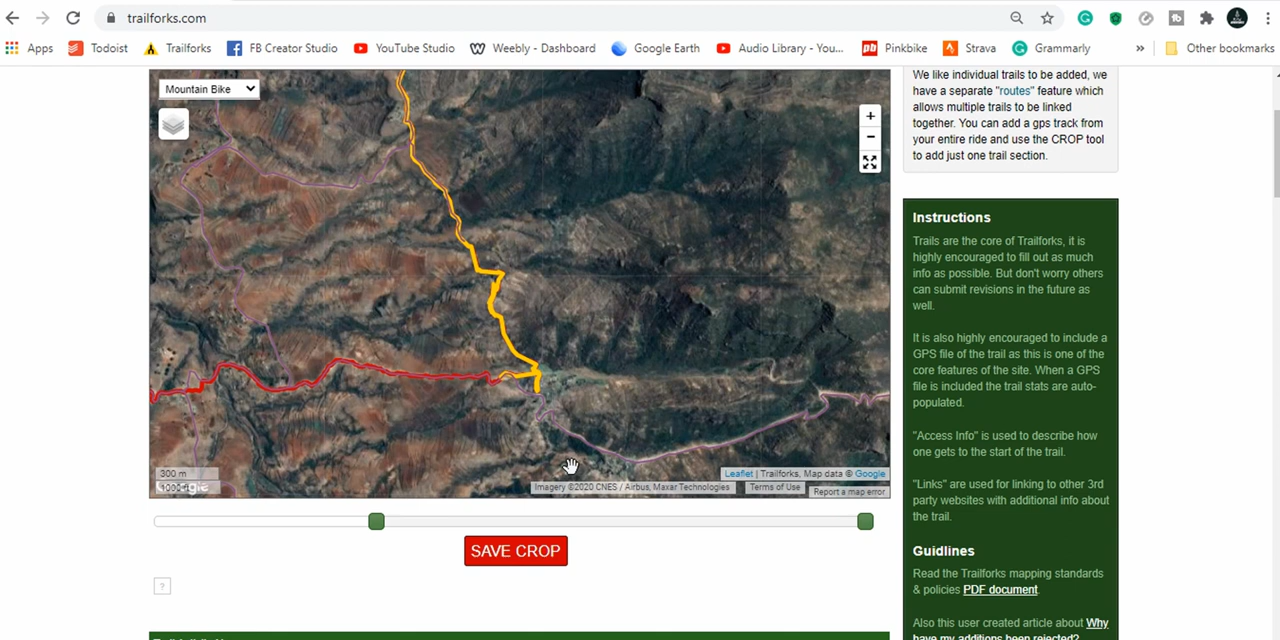 trailforks.com
Apps Todoist Trailforks FB Creator Studio YouTube Studio Weebly - Dashboard Google Earth Audio Library - You... Pinkbike Strava Grammarly » Other bookmarks
Mountain Bike
+
−
300 m
1000 ft
Leaflet | Trailforks, Map data © Google
Imagery ©2020 CNES / Airbus, Maxar Technologies Terms of Use Report a map error
SAVE CROP
?
We like individual trails to be added, we
have a separate "routes" feature which
allows multiple trails to be linked
together. You can add a gps track from
your entire ride and use the CROP tool
to add just one trail section.
Instructions
Trails are the core of Trailforks, it is
highly encouraged to fill out as much
info as possible. But don't worry others
can submit revisions in the future as
well.
It is also highly encouraged to include a
GPS file of the trail as this is one of the
core features of the site. When a GPS
file is included the trail stats are auto-
populated.
"Access Info" is used to describe how
one gets to the start of the trail.
"Links" are used for linking to other 3rd
party websites with additional info about
the trail.
Guidlines
Read the Trailforks mapping standards
& policies PDF document.
Also this user created article about Why
have my additions been rejected?